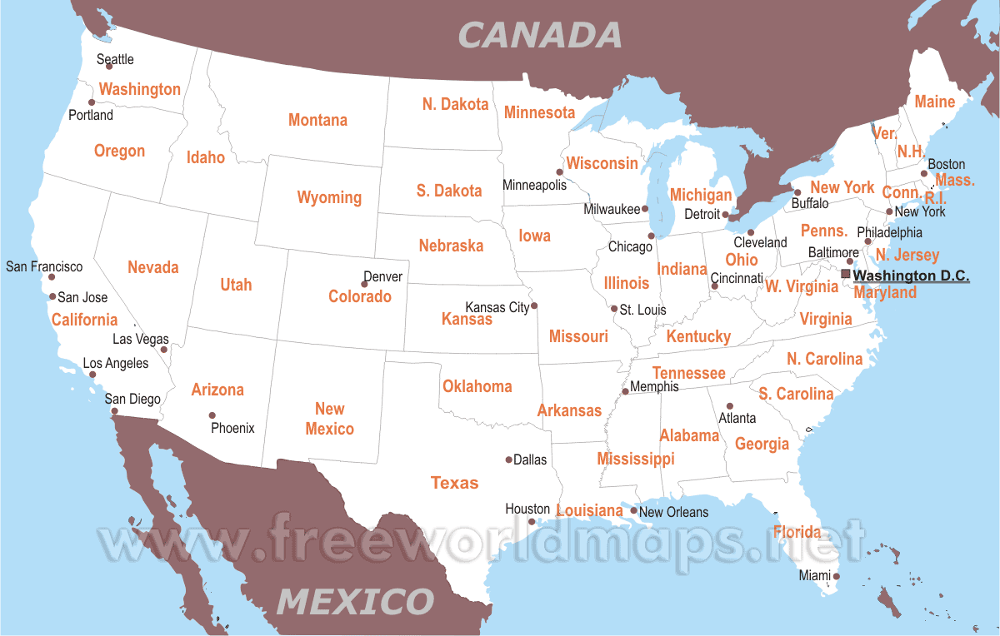 CANADA
Seattle
Washington
Portland
Oregon
Idaho
Montana
N. Dakota
Minnesota
Maine
Ver.
N.H.
Boston
Mass.
Wyoming
S. Dakota
Minneapolis
Wisconsin
Milwaukee
Michigan
Detroit
New York
Buffalo
Conn.
R.I.
New York
Iowa
Nebraska
Chicago
Cleveland
Penns.
Philadelphia
Baltimore
N. Jersey
San Francisco
San Jose
California
Nevada
Utah
Denver
Colorado
Kansas City
Kansas
Illinois
Indiana
Ohio
Cincinnati
W. Virginia
Washington D.C.
Maryland
Virginia
St. Louis
Missouri
Kentucky
Las Vegas
Los Angeles
San Diego
Arizona
Phoenix
New
Mexico
Oklahoma
Arkansas
Tennessee
Memphis
N. Carolina
S. Carolina
Atlanta
Georgia
Alabama
Mississippi
Dallas
Texas
Houston
Louisiana
New Orleans
Florida
Miami
www.freeworldmaps.net
MEXICO